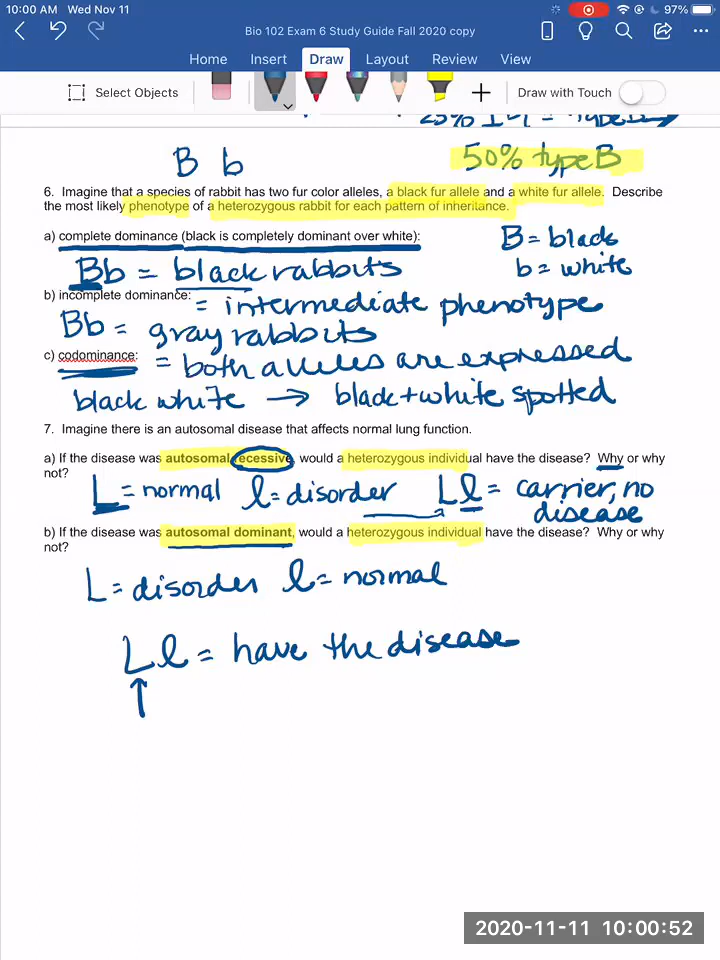 10:00 AM Wed Nov 11
97%
Bio 102 Exam 6 Study Guide Fall 2020 copy
Home Insert Draw Layout Review View
Select Objects
Draw with Touch
25%
50% type B
B b
6. Imagine that a species of rabbit has two fur color alleles, a black fur allele and a white fur allele. Describe
the most likely phenotype of a heterozygous rabbit for each pattern of inheritance.
a) complete dominance (black is completely dominant over white):
B = black
b = white
Bb = black rabbits
b) incomplete dominance:
= intermediate phenotype
Bb = gray rabbits
c) codominance:
= both alleles are expressed
black white → black + white spotted
7. Imagine there is an autosomal disease that affects normal lung function.
a) If the disease was autosomal recessive, would a heterozygous individual have the disease? Why or why
not?
L = normal l = disorder Ll = carrier, no
disease
b) If the disease was autosomal dominant, would a heterozygous individual have the disease? Why or why
not?
L = disorder l = normal
Ll = have the disease
2020-11-11 10:00:52